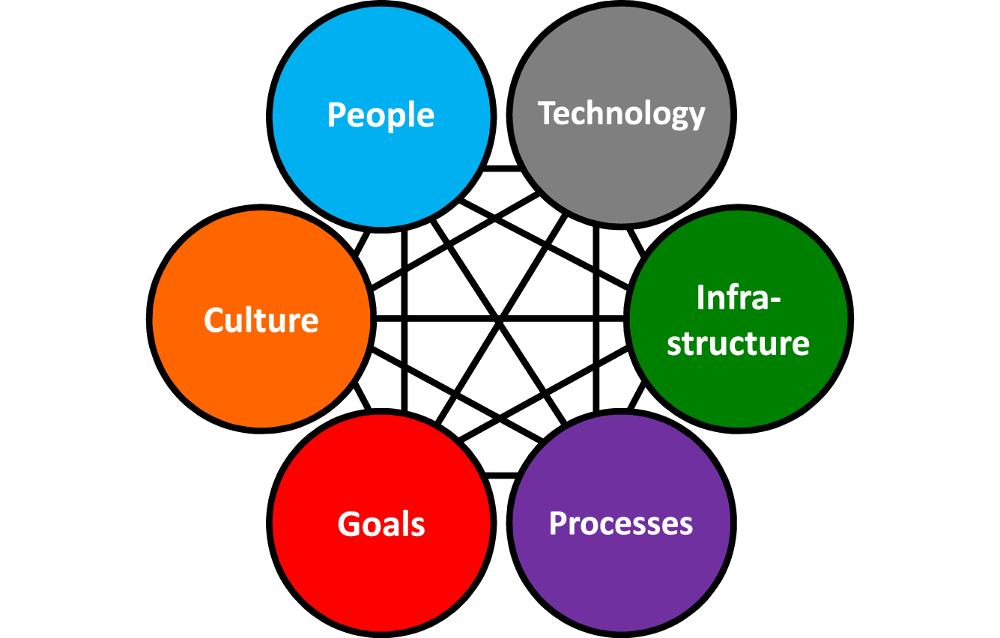 People
Technology
Culture
Infra-
structure
Goals
Processes